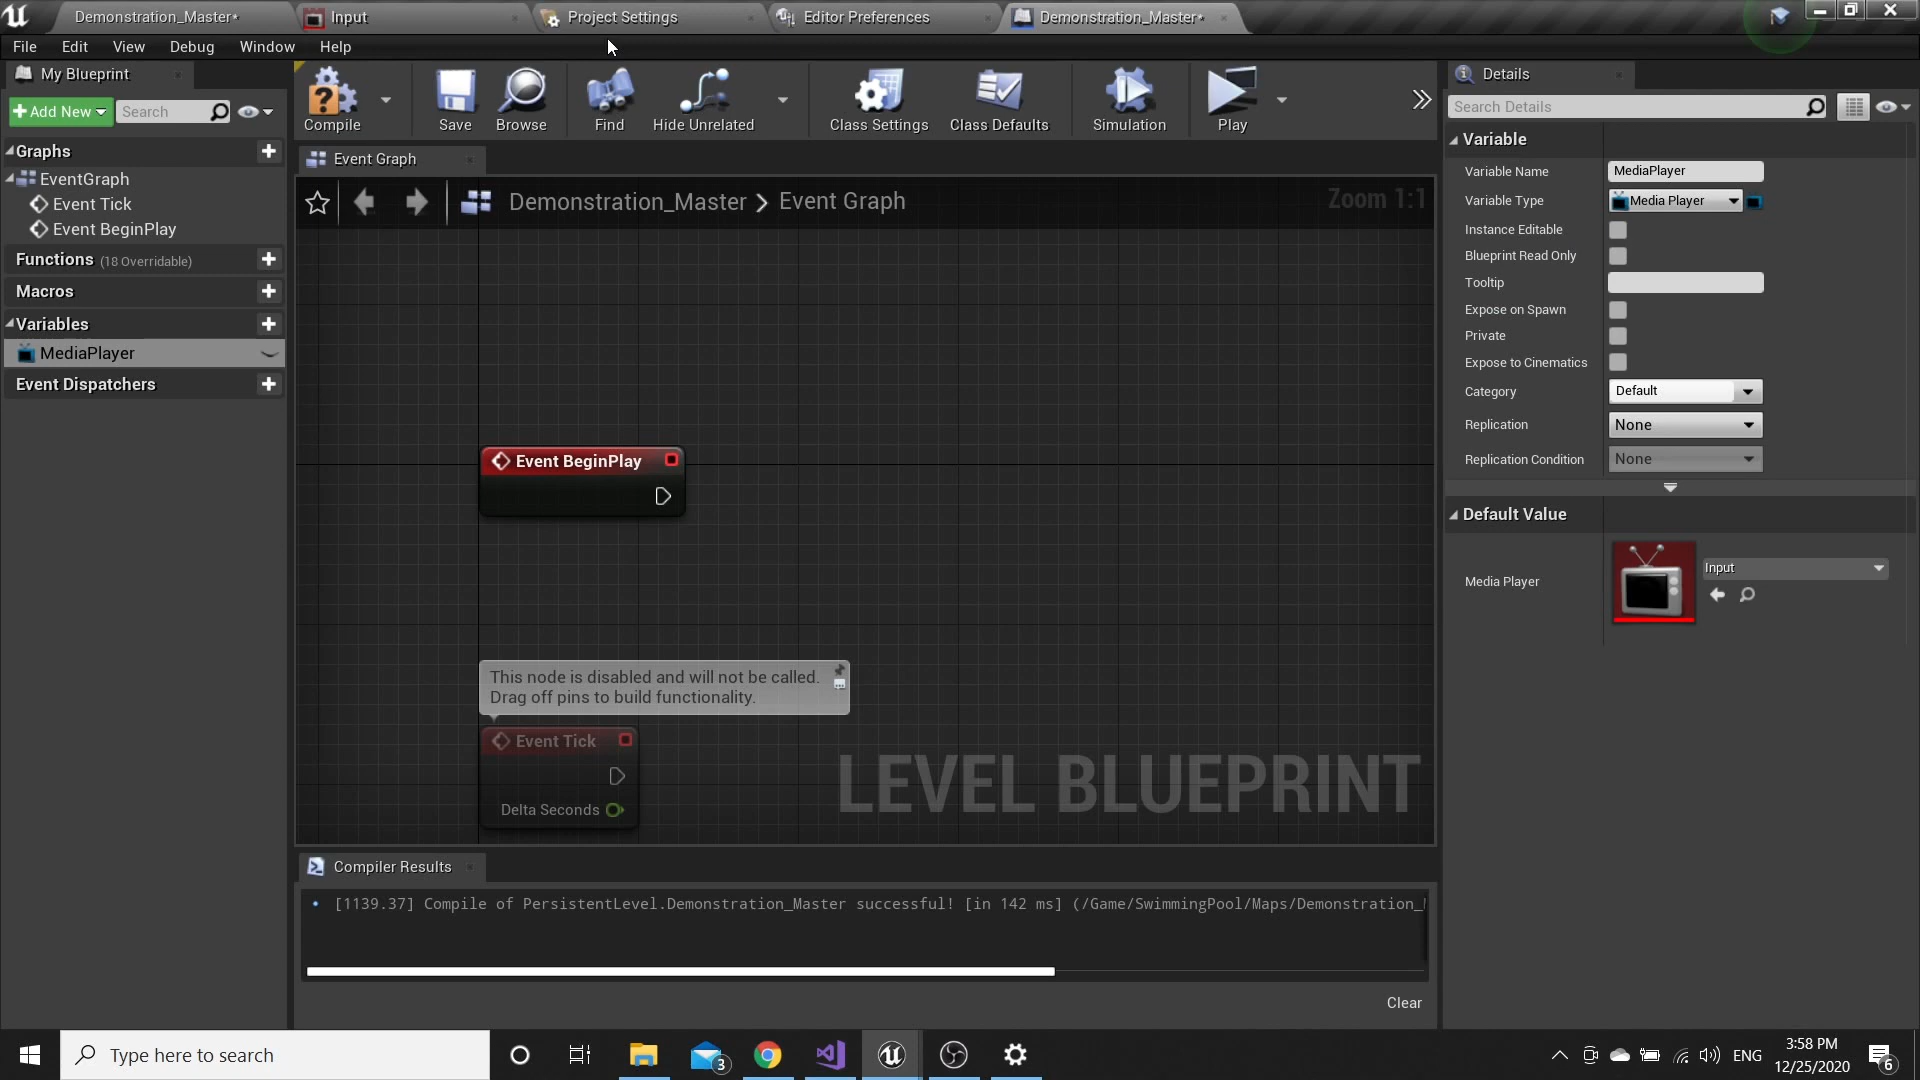 Demonstration_Master*
Input
Project Settings
Editor Preferences
Demonstration_Master*
File
Edit
View
Debug
Window
Help
My Blueprint
Add New
Search
Graphs
EventGraph
Event Tick
Event BeginPlay
Functions (18 Overridable)
Macros
Variables
MediaPlayer
Event Dispatchers
Compile
Save
Browse
Find
Hide Unrelated
Class Settings
Class Defaults
Simulation
Play
Event Graph
Demonstration_Master
Event Graph
Zoom 1:1
Event BeginPlay
This node is disabled and will not be called.
Drag off pins to build functionality.
Event Tick
Delta Seconds
LEVEL BLUEPRINT
Compiler Results
[1139.37] Compile of PersistentLevel.Demonstration_Master successful! [in 142 ms] (/Game/SwimmingPool/Maps/Demonstration_
Clear
Details
Search Details
Variable
Variable Name
MediaPlayer
Variable Type
Media Player
Instance Editable
Blueprint Read Only
Tooltip
Expose on Spawn
Private
Expose to Cinematics
Category
Default
Replication
None
Replication Condition
None
Default Value
Media Player
Input
Type here to search
3
ENG
3:58 PM
12/25/2020
6